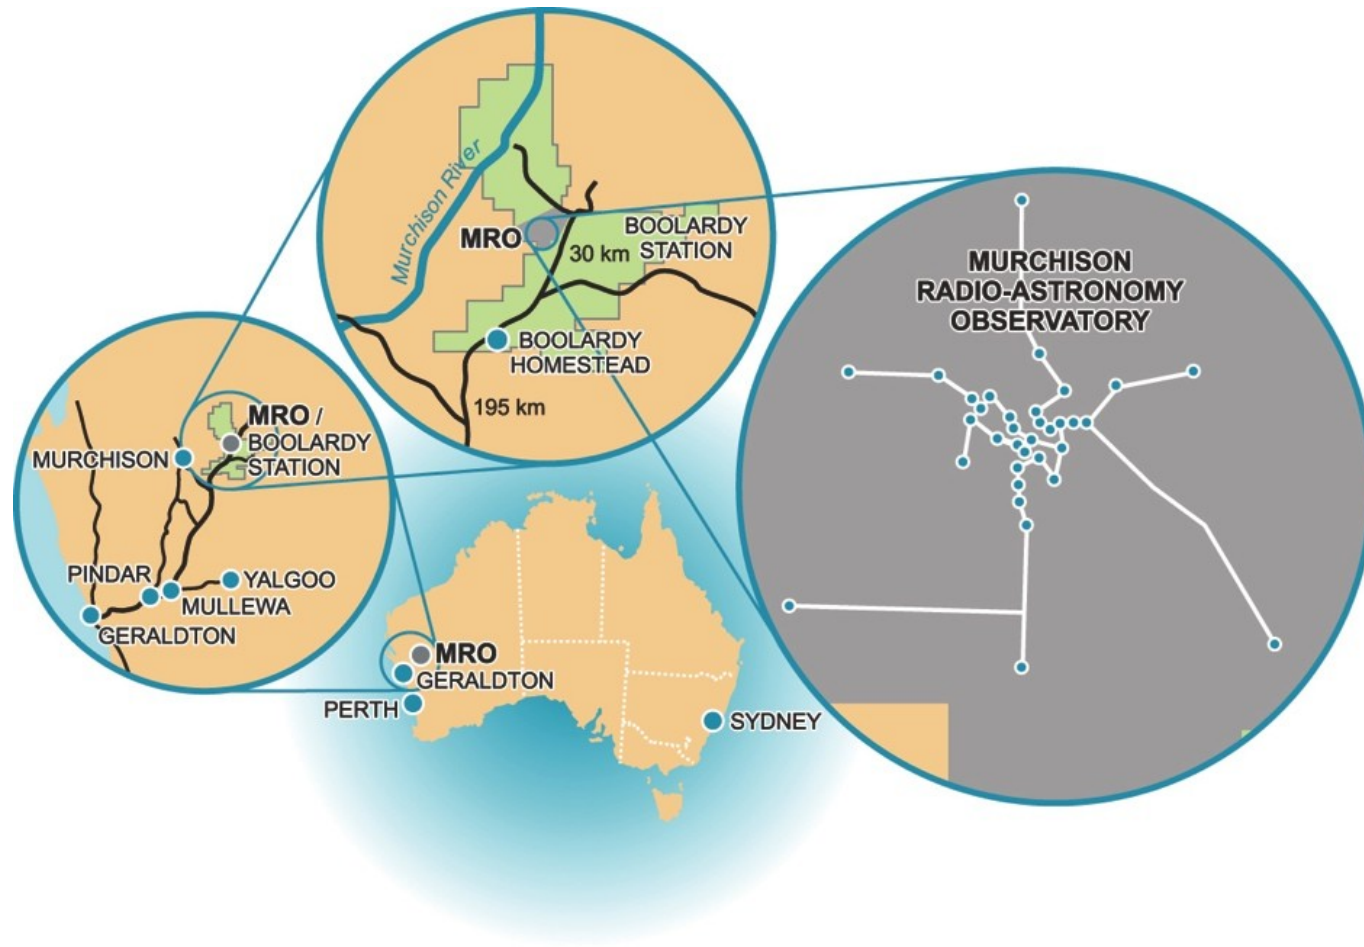 Murchison River
MRO
30 km
BOOLARDY
STATION
BOOLARDY
HOMESTEAD
195 km
MURCHISON
RADIO-ASTRONOMY
OBSERVATORY
MRO /
BOOLARDY
STATION
MURCHISON
PINDAR
YALGOO
MULLEWA
GERALDTON
MRO
GERALDTON
PERTH
SYDNEY